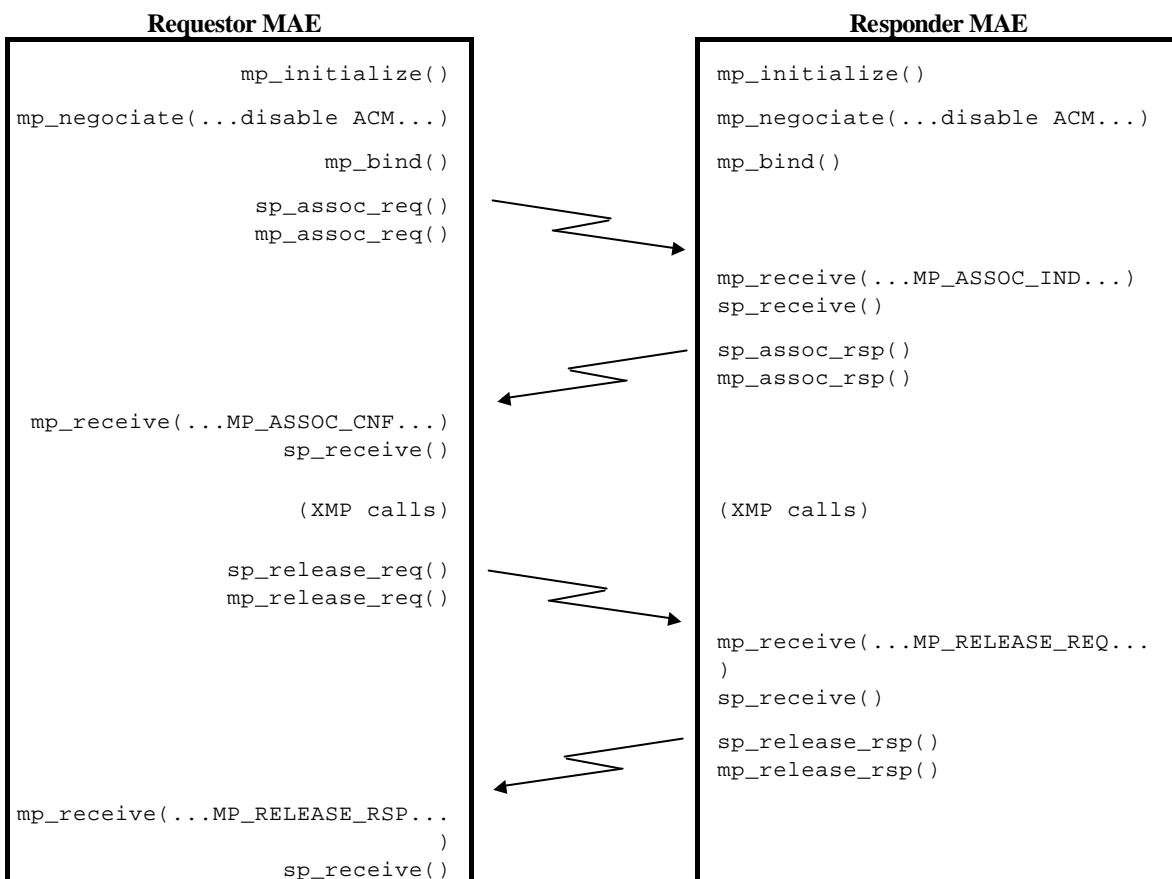 Requestor MAE
Responder MAE
mp_initialize()
mp_initialize()
mp_negociate(...disable ACM...)
mp_negociate(...disable ACM...)
mp_bind()
mp_bind()
sp_assoc_req()
mp_assoc_req()
mp_receive(...MP_ASSOC_IND...)
sp_receive()
sp_assoc_rsp()
mp_assoc_rsp()
mp_receive(...MP_ASSOC_CNF...)
sp_receive()
(XMP calls)
(XMP calls)
sp_release_req()
mp_release_req()
mp_receive(...MP_RELEASE_REQ...
)
sp_receive()
sp_release_rsp()
mp_release_rsp()
mp_receive(...MP_RELEASE_RSP...
)
sp_receive()